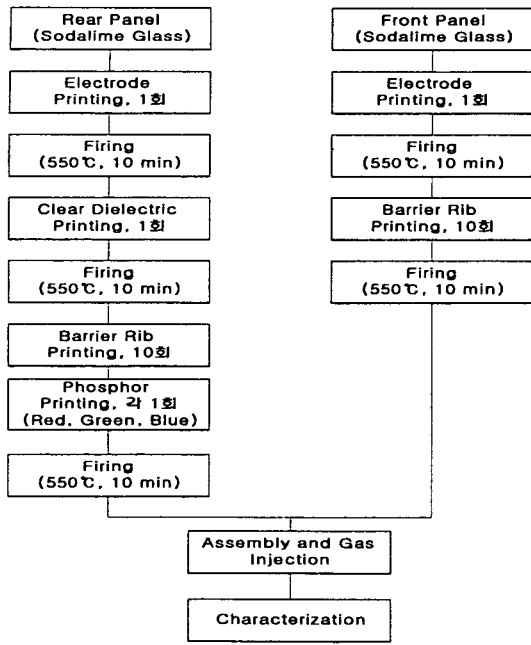 Rear Panel
(Sodalime Glass)
Electrode
Printing, 1회
Firing
(550℃, 10 min)
Clear Dielectric
Printing, 1회
Firing
(550℃, 10 min)
Barrier Rib
Printing, 10회
Phosphor
Printing, 각 1회
(Red, Green, Blue)
Firing
(550℃, 10 min)
Front Panel
(Sodalime Glass)
Electrode
Printing, 1회
Firing
(550℃, 10 min)
Barrier Rib
Printing, 10회
Firing
(550℃, 10 min)
Assembly and Gas
Injection
Characterization